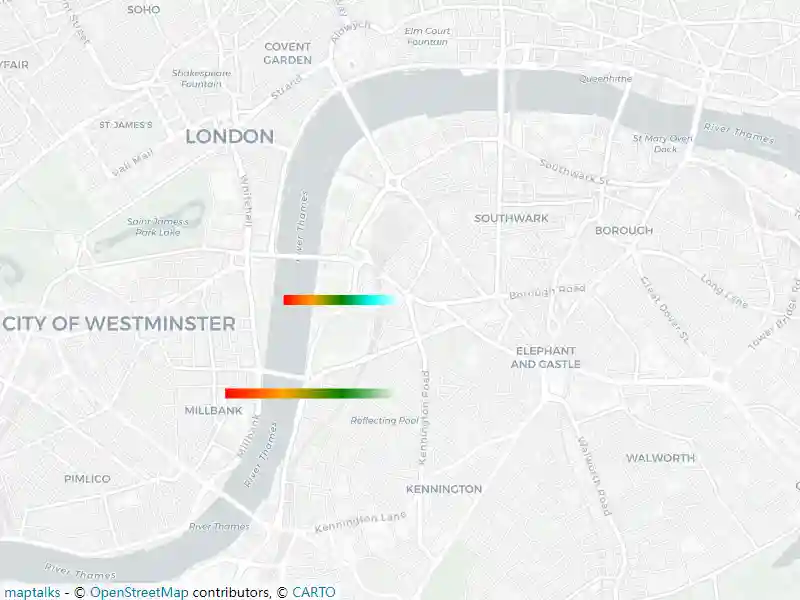 SOHO
COVENT
GARDEN
Aldwych
Elm Court
Fountain
Shakespeare
Fountain
Strand
Queenhithe
ST JAMES'S
LONDON
Pall Mall
St Mary Overy
Dock
River Thames
Southwark St
Whitehall
Saint James's
Park Lake
River Thames
SOUTHWARK
BOROUGH
Borough Road
Great Dover St
Long Lane
Tower Bridge Road
CITY OF WESTMINSTER
ELEPHANT
AND CASTLE
MILLBANK
Millbank
River Thames
Kennington Road
Reflecting Pool
Walworth Road
WALWORTH
PIMLICO
KENNINGTON
River Thames
Kennington Lane
River Thames
maptalks - © OpenStreetMap contributors, © CARTO